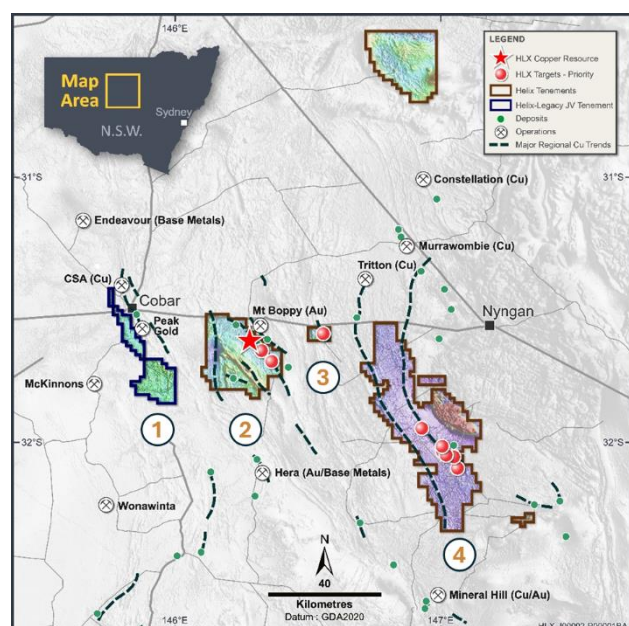 146°E
Map
Area
Sydney
N.S.W.
LEGEND
HLX Copper Resource
HLX Targets - Priority
Helix Tenements
Helix-Legacy JV Tenement
Deposits
Operations
Major Regional Cu Trends
31°S
31°S
Constellation (Cu)
Endeavour (Base Metals)
Murrawombie (Cu)
Tritton (Cu)
CSA (Cu)
Cobar
Mt Boppy (Au)
Nyngan
Peak
Gold
McKinnons
3
1
2
32°S
32°S
Hera (Au/Base Metals)
Wonawinta
N
4
40
Kilometres
Datum : GDA2020
Mineral Hill (Cu/Au)
146°E
147°E